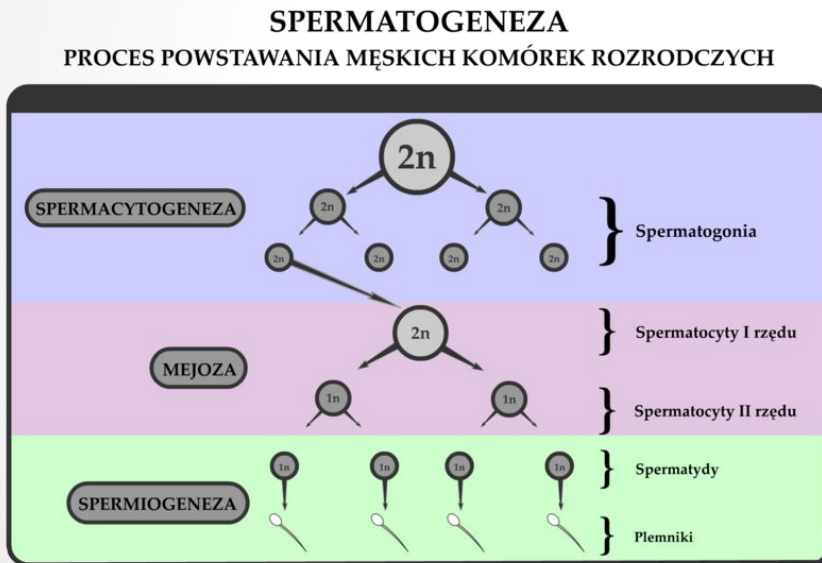 SPERMATOGENEZA
PROCES POWSTAWANIA MĘSKICH KOMÓREK ROZRODCZYCH
2n
SPERMACYTOGENEZA
2n 2n
Spermatogonia
2n 2n 2n 2n
2n
Spermatocyty I rzędu
MEJOZA
1n 1n
Spermatocyty II rzędu
1n 1n 1n 1n
Spermatydy
SPERMIOGENEZA
Plemniki